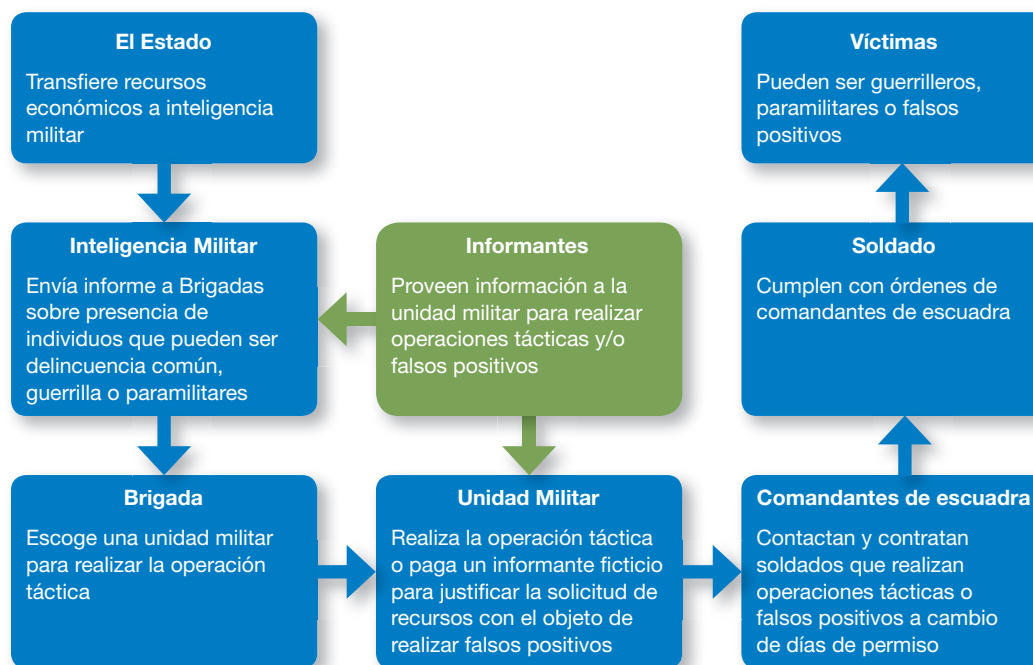 El Estado
Transfiere recursos
económicos a inteligencia
militar
Víctimas
Pueden ser guerrilleros,
paramilitares o falsos
positivos
Inteligencia Militar
Envía informe a Brigadas
sobre presencia de
individuos que pueden ser
delincuencia común,
guerrilla o paramilitares
Informantes
Proveen información a la
unidad militar para realizar
operaciones tácticas y/o
falsos positivos
Soldado
Cumplen con órdenes de
comandantes de escuadra
Brigada
Escoge una unidad militar
para realizar la operación
táctica
Unidad Militar
Realiza la operación táctica
o paga un informante ficticio
para justificar la solicitud de
recursos con el objeto de
realizar falsos positivos
Comandantes de escuadra
Contactan y contratan
soldados que realizan
operaciones tácticas o
falsos positivos a cambio
de días de permiso